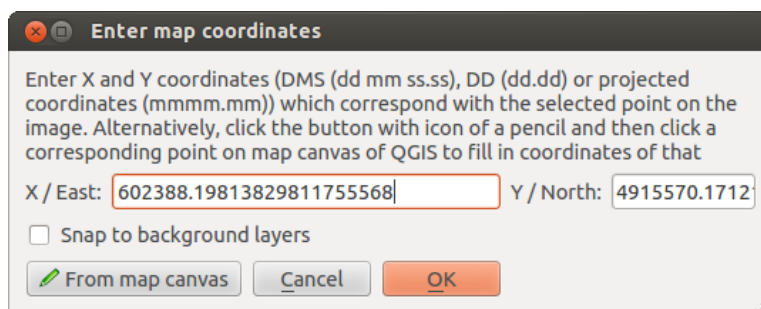 Enter map coordinates
Enter X and Y coordinates (DMS (dd mm ss.ss), DD (dd.dd) or projected
coordinates (mmmm.mm)) which correspond with the selected point on the
image. Alternatively, click the button with icon of a pencil and then click a
corresponding point on map canvas of QGIS to fill in coordinates of that
X / East: 602388.19813829811755568 Y / North: 4915570.1712
Snap to background layers
From map canvas Cancel OK